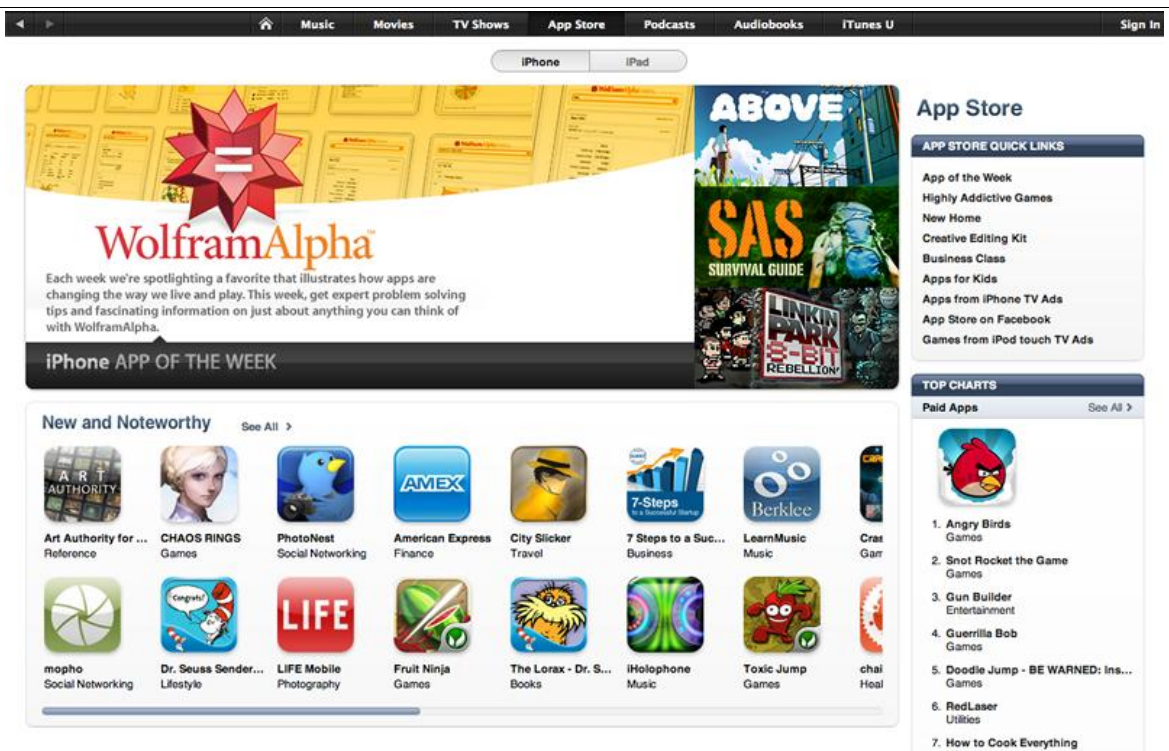 Music Movies TV Shows App Store Podcasts Audiobooks iTunes U Sign In
iPhone iPad
WolframAlpha™
Each week we're spotlighting a favorite that illustrates how apps are
changing the way we live and play. This week, get expert problem solving
tips and fascinating information on just about anything you can think of
with WolframAlpha.
iPhone APP OF THE WEEK
ABOVE
SAS
SURVIVAL GUIDE
LINKIN
PARK
8-BIT
REBELLION!
App Store
APP STORE QUICK LINKS
App of the Week
Highly Addictive Games
New Home
Creative Editing Kit
Business Class
Apps for Kids
Apps from iPhone TV Ads
App Store on Facebook
Games from iPod touch TV Ads
New and Noteworthy See All >
ART
AUTHORITY
AMEX
7-Steps
to a Successful Startup
Berklee
Art Authority for ... CHAOS RINGS PhotoNest American Express City Slicker 7 Steps to a Suc... LearnMusic Cras
Reference Games Social Networking Finance Travel Business Music Gam
Congrats!
LIFE
mopho Dr. Seuss Sender... LIFE Mobile Fruit Ninja The Lorax - Dr. S... iHolophone Toxic Jump chai
Social Networking Lifestyle Photography Games Books Music Games Heal
TOP CHARTS
Paid Apps See All >
1. Angry Birds
Games
2. Snot Rocket the Game
Games
3. Gun Builder
Entertainment
4. Guerrilla Bob
Games
5. Doodle Jump - BE WARNED: Ins...
Games
6. RedLaser
Utilities
7. How to Cook Everything